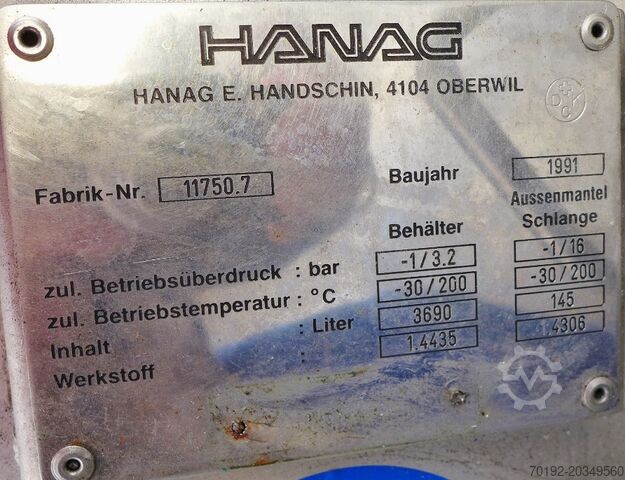 HANAG
HANAG E. HANDSCHIN, 4104 OBERWIL
Fabrik-Nr. 11750.7 Baujahr 1991
Behälter Aussenmantel Schlange
zul. Betriebsüberdruck : bar -1/3.2 -1/16
zul. Betriebstemperatur : °C -30/200 -30/200
Inhalt : Liter 3690 145
Werkstoff : 1.4435 1.4306
70192-20349560